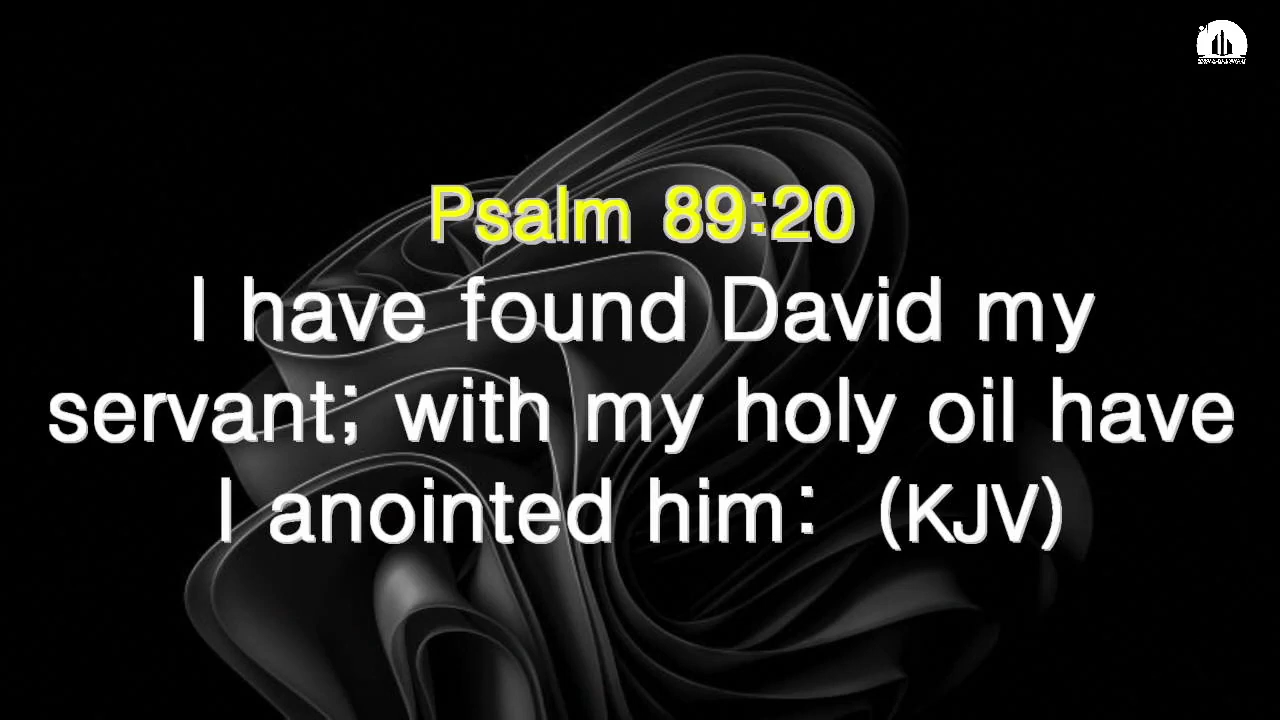 Psalm 89:20
I have found David my
servant; with my holy oil have
I anointed him: (KJV)